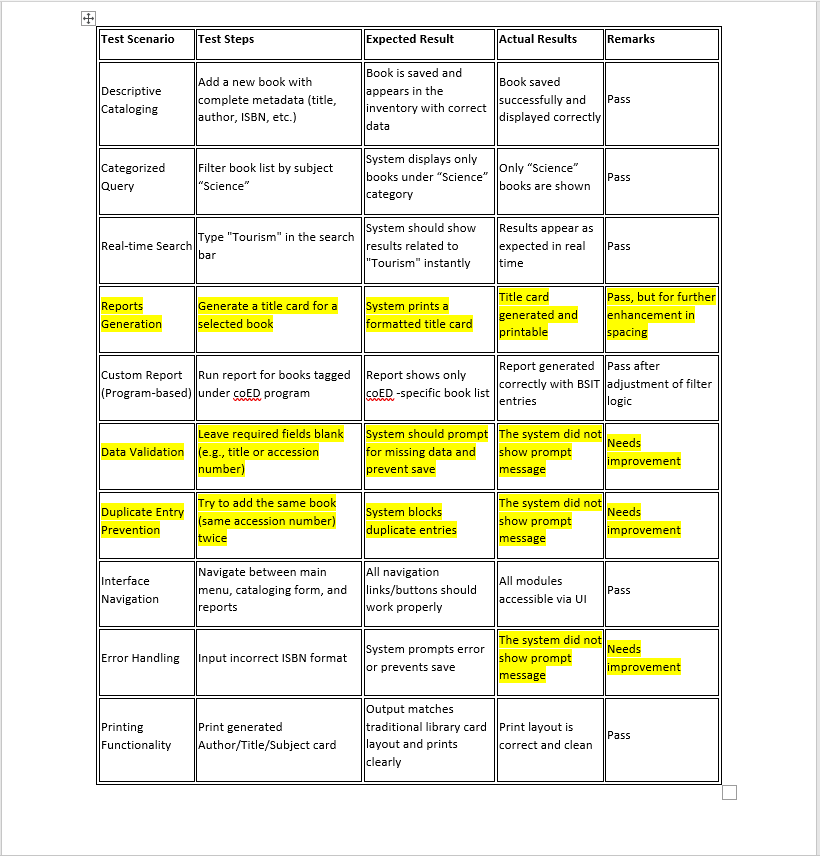 Test Scenario
Test Steps
Expected Result
Actual Results
Remarks
Descriptive
Cataloging
Add a new book with
complete metadata (title,
author, ISBN, etc.)
Book is saved and
appears in the
inventory with correct
data
Book saved
successfully and
displayed correctly
Pass
Categorized
Query
Filter book list by subject
“Science”
System displays only
books under “Science”
category
Only “Science”
books are shown
Pass
Real-time Search
Type "Tourism" in the search
bar
System should show
results related to
"Tourism" instantly
Results appear as
expected in real
time
Pass
Reports
Generation
Generate a title card for a
selected book
System prints a
formatted title card
Title card
generated and
printable
Pass, but for further
enhancement in
spacing
Custom Report
(Program-based)
Run report for books tagged
under coED program
Report shows only
coED -specific book list
Report generated
correctly with BSIT
entries
Pass after
adjustment of filter
logic
Data Validation
Leave required fields blank
(e.g., title or accession
number)
System should prompt
for missing data and
prevent save
The system did not
show prompt
message
Needs
improvement
Duplicate Entry
Prevention
Try to add the same book
(same accession number)
twice
System blocks
duplicate entries
The system did not
show prompt
message
Needs
improvement
Interface
Navigation
Navigate between main
menu, cataloging form, and
reports
All navigation
links/buttons should
work properly
All modules
accessible via UI
Pass
Error Handling
Input incorrect ISBN format
System prompts error
or prevents save
The system did not
show prompt
message
Needs
improvement
Printing
Functionality
Print generated
Author/Title/Subject card
Output matches
traditional library card
layout and prints
clearly
Print layout is
correct and clean
Pass